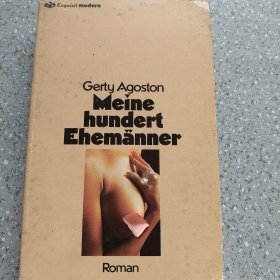 Exquisit modern
Gerty Agoston
Meine
hundert
Ehemänner
Roman